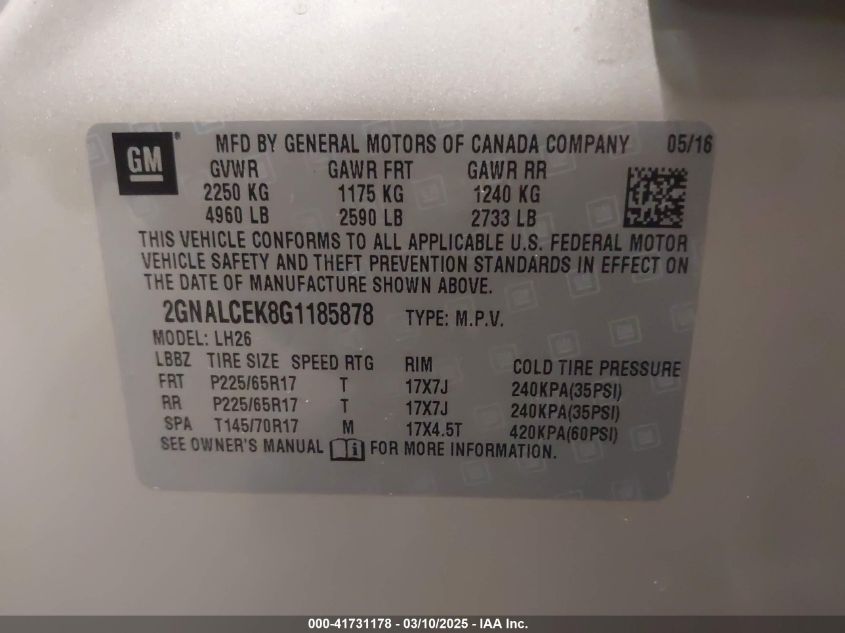 GM ® MFD BY GENERAL MOTORS OF CANADA COMPANY 05/16
GVWR GAWR FRT GAWR RR
2250 KG 1175 KG 1240 KG
4960 LB 2590 LB 2733 LB
THIS VEHICLE CONFORMS TO ALL APPLICABLE U.S. FEDERAL MOTOR
VEHICLE SAFETY AND THEFT PREVENTION STANDARDS IN EFFECT ON
THE DATE OF MANUFACTURE SHOWN ABOVE.
2GNALCEK8G1185878 TYPE: M.P.V.
MODEL: LH26
LBBZ TIRE SIZE SPEED RTG RIM COLD TIRE PRESSURE
FRT P225/65R17 T 17X7J 240KPA(35PSI)
RR P225/65R17 T 17X7J 240KPA(35PSI)
SPA T145/70R17 M 17X4.5T 420KPA(60PSI)
SEE OWNER'S MANUAL FOR MORE INFORMATION.
000-41731178 - 03/10/2025 - IAA Inc.